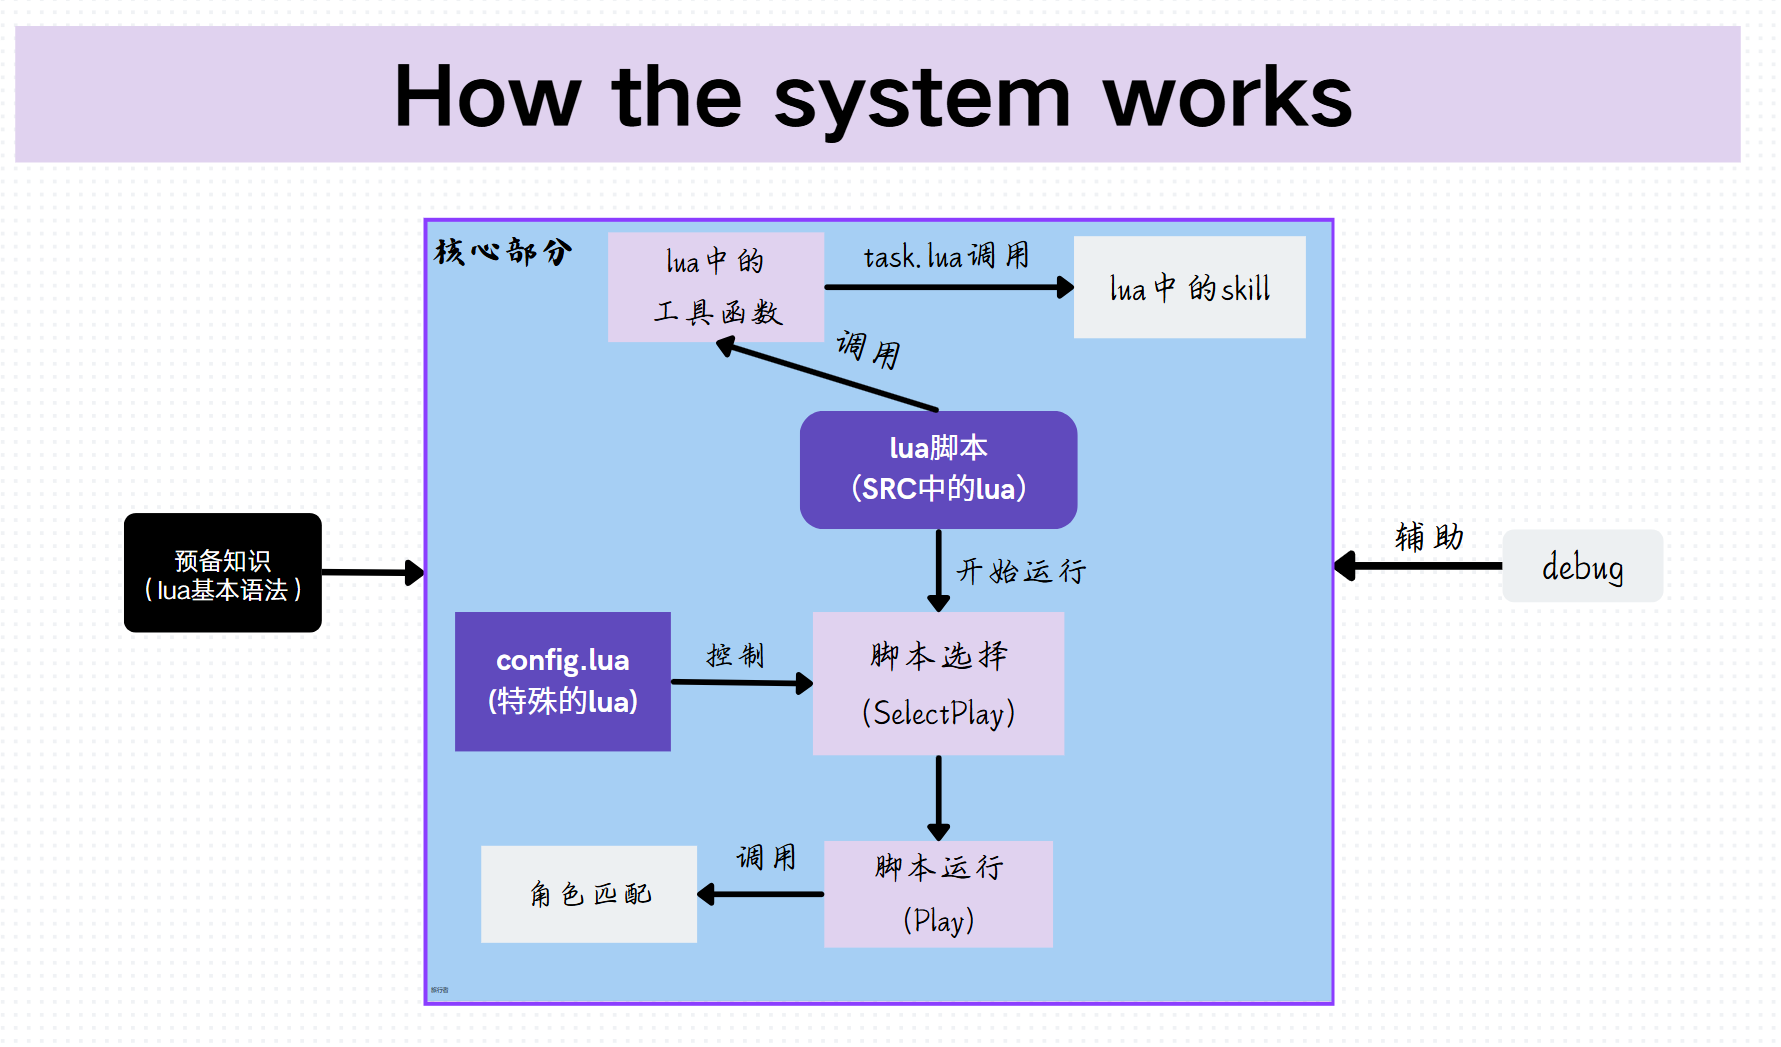 How the system works
核心部分
lua中的
工具函数
task.lua调用
lua中的skill
调用
lua脚本
（SRC中的lua）
预备知识
（lua基本语法）
开始运行
辅助
debug
config.lua
(特殊的lua)
控制
脚本选择
(SelectPlay)
角色匹配
调用
脚本运行
(Play)
旅行者